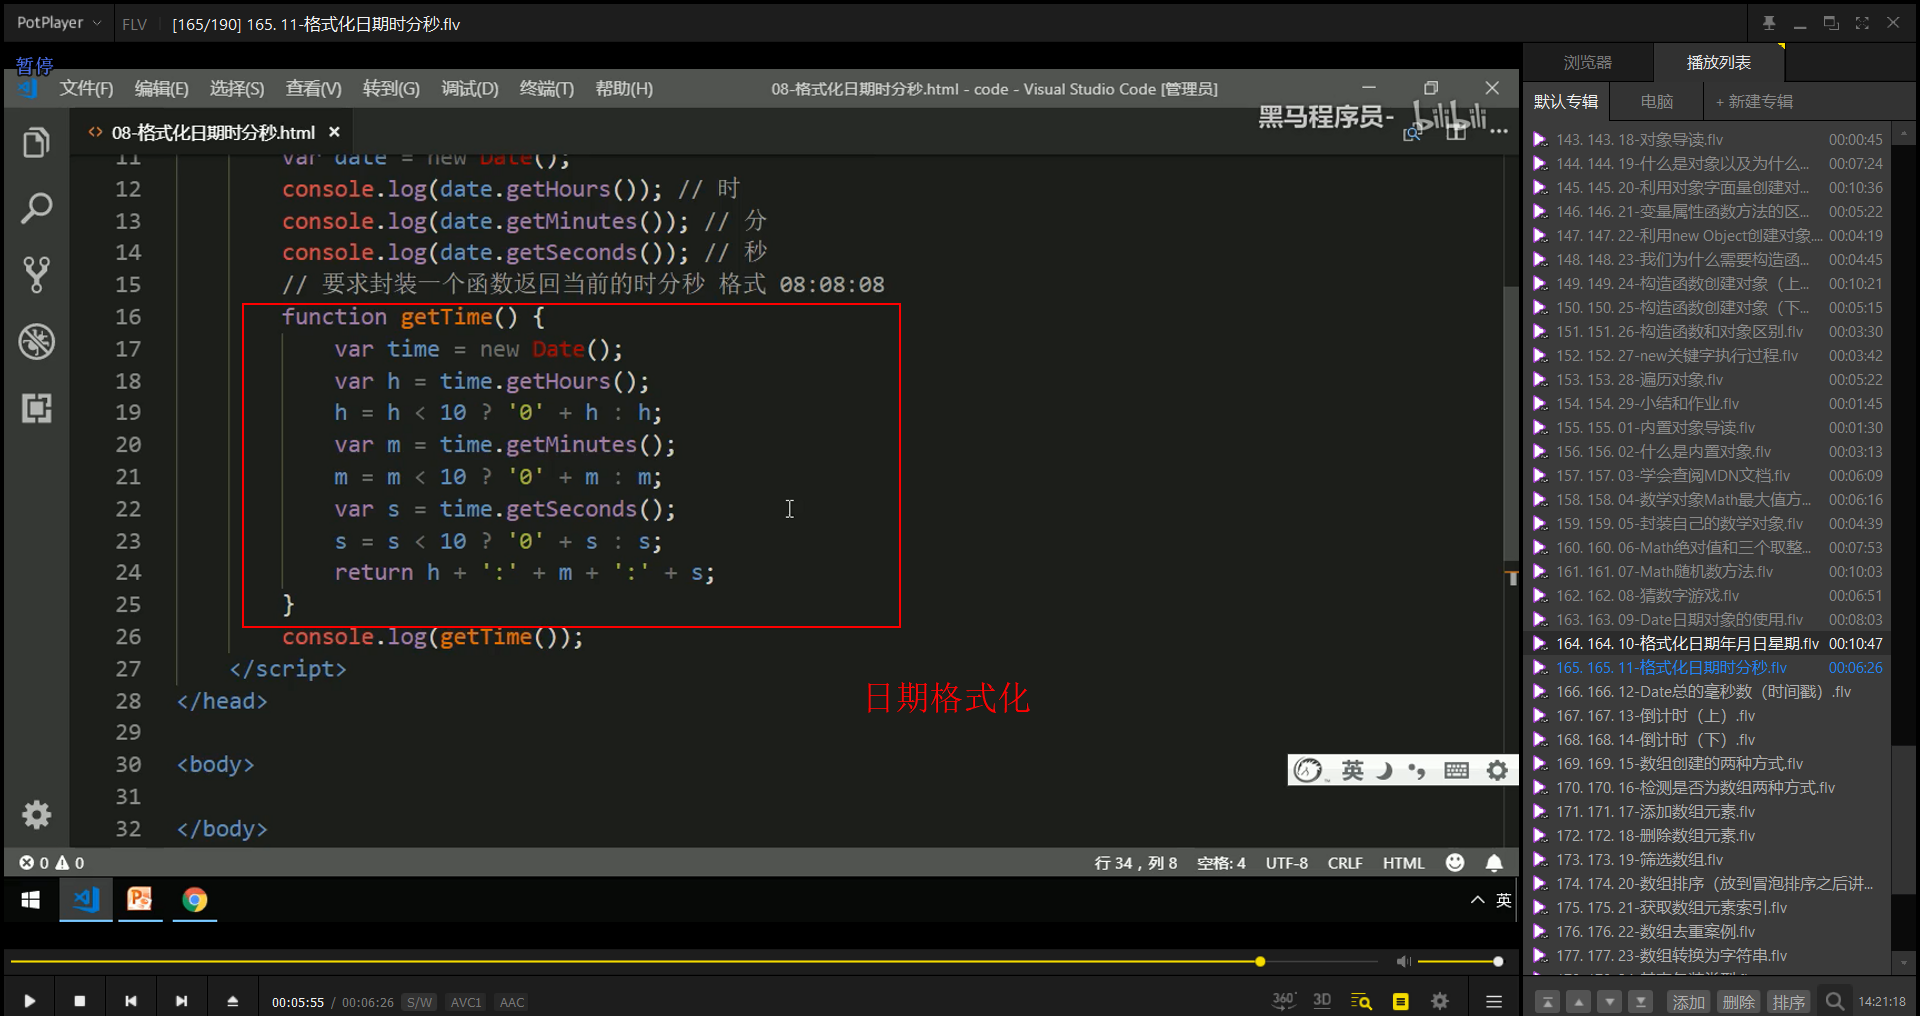 PotPlayer FLV [165/190] 165. 11-格式化日期时分秒.flv
暂停
文件(F) 编辑(E) 选择(S) 查看(V) 转到(G) 调试(D) 终端(T) 帮助(H) 08-格式化日期时分秒.html - code - Visual Studio Code [管理员]
黑马程序员- bilibili
<> 08-格式化日期时分秒.html ×
11 var date = new Date();
12 console.log(date.getHours()); // 时
13 console.log(date.getMinutes()); // 分
14 console.log(date.getSeconds()); // 秒
15 // 要求封装一个函数返回当前的时分秒 格式 08:08:08
16 function getTime() {
17 var time = new Date();
18 var h = time.getHours();
19 h = h < 10 ? '0' + h : h;
20 var m = time.getMinutes();
21 m = m < 10 ? '0' + m : m;
22 var s = time.getSeconds();
23 s = s < 10 ? '0' + s : s;
24 return h + ':' + m + ':' + s;
25 }
26 console.log(getTime());
27 </script>
28 </head>
29
30 <body>
31
32 </body>
日期格式化
英
0 0 行 34，列 8 空格: 4 UTF-8 CRLF HTML
英
00:05:55 / 00:06:26 S/W AVC1 AAC 360° 3D
浏览器 播放列表
默认专辑 电脑 + 新建专辑
143. 143. 18-对象导读.flv 00:00:45
144. 144. 19-什么是对象以及为什么... 00:07:24
145. 145. 20-利用对象字面量创建对... 00:10:36
146. 146. 21-变量属性函数方法的区... 00:05:22
147. 147. 22-利用new Object创建对象.... 00:04:19
148. 148. 23-我们为什么需要构造函... 00:04:45
149. 149. 24-构造函数创建对象（上... 00:10:21
150. 150. 25-构造函数创建对象（下... 00:05:15
151. 151. 26-构造函数和对象区别.flv 00:03:30
152. 152. 27-new关键字执行过程.flv 00:03:42
153. 153. 28-遍历对象.flv 00:05:22
154. 154. 29-小结和作业.flv 00:01:45
155. 155. 01-内置对象导读.flv 00:01:30
156. 156. 02-什么是内置对象.flv 00:03:13
157. 157. 03-学会查阅MDN文档.flv 00:06:09
158. 158. 04-数学对象Math最大值方... 00:06:16
159. 159. 05-封装自己的数学对象.flv 00:04:39
160. 160. 06-Math绝对值和三个取整... 00:07:53
161. 161. 07-Math随机数方法.flv 00:10:03
162. 162. 08-猜数字游戏.flv 00:06:51
163. 163. 09-Date日期对象的使用.flv 00:08:03
164. 164. 10-格式化日期年月日星期.flv 00:10:47
165. 165. 11-格式化日期时分秒.flv 00:06:26
166. 166. 12-Date总的毫秒数（时间戳）.flv
167. 167. 13-倒计时（上）.flv
168. 168. 14-倒计时（下）.flv
169. 169. 15-数组创建的两种方式.flv
170. 170. 16-检测是否为数组两种方式.flv
171. 171. 17-添加数组元素.flv
172. 172. 18-删除数组元素.flv
173. 173. 19-筛选数组.flv
174. 174. 20-数组排序（放到冒泡排序之后讲...
175. 175. 21-获取数组元素索引.flv
176. 176. 22-数组去重案例.flv
177. 177. 23-数组转换为字符串.flv
添加 删除 排序 14:21:18